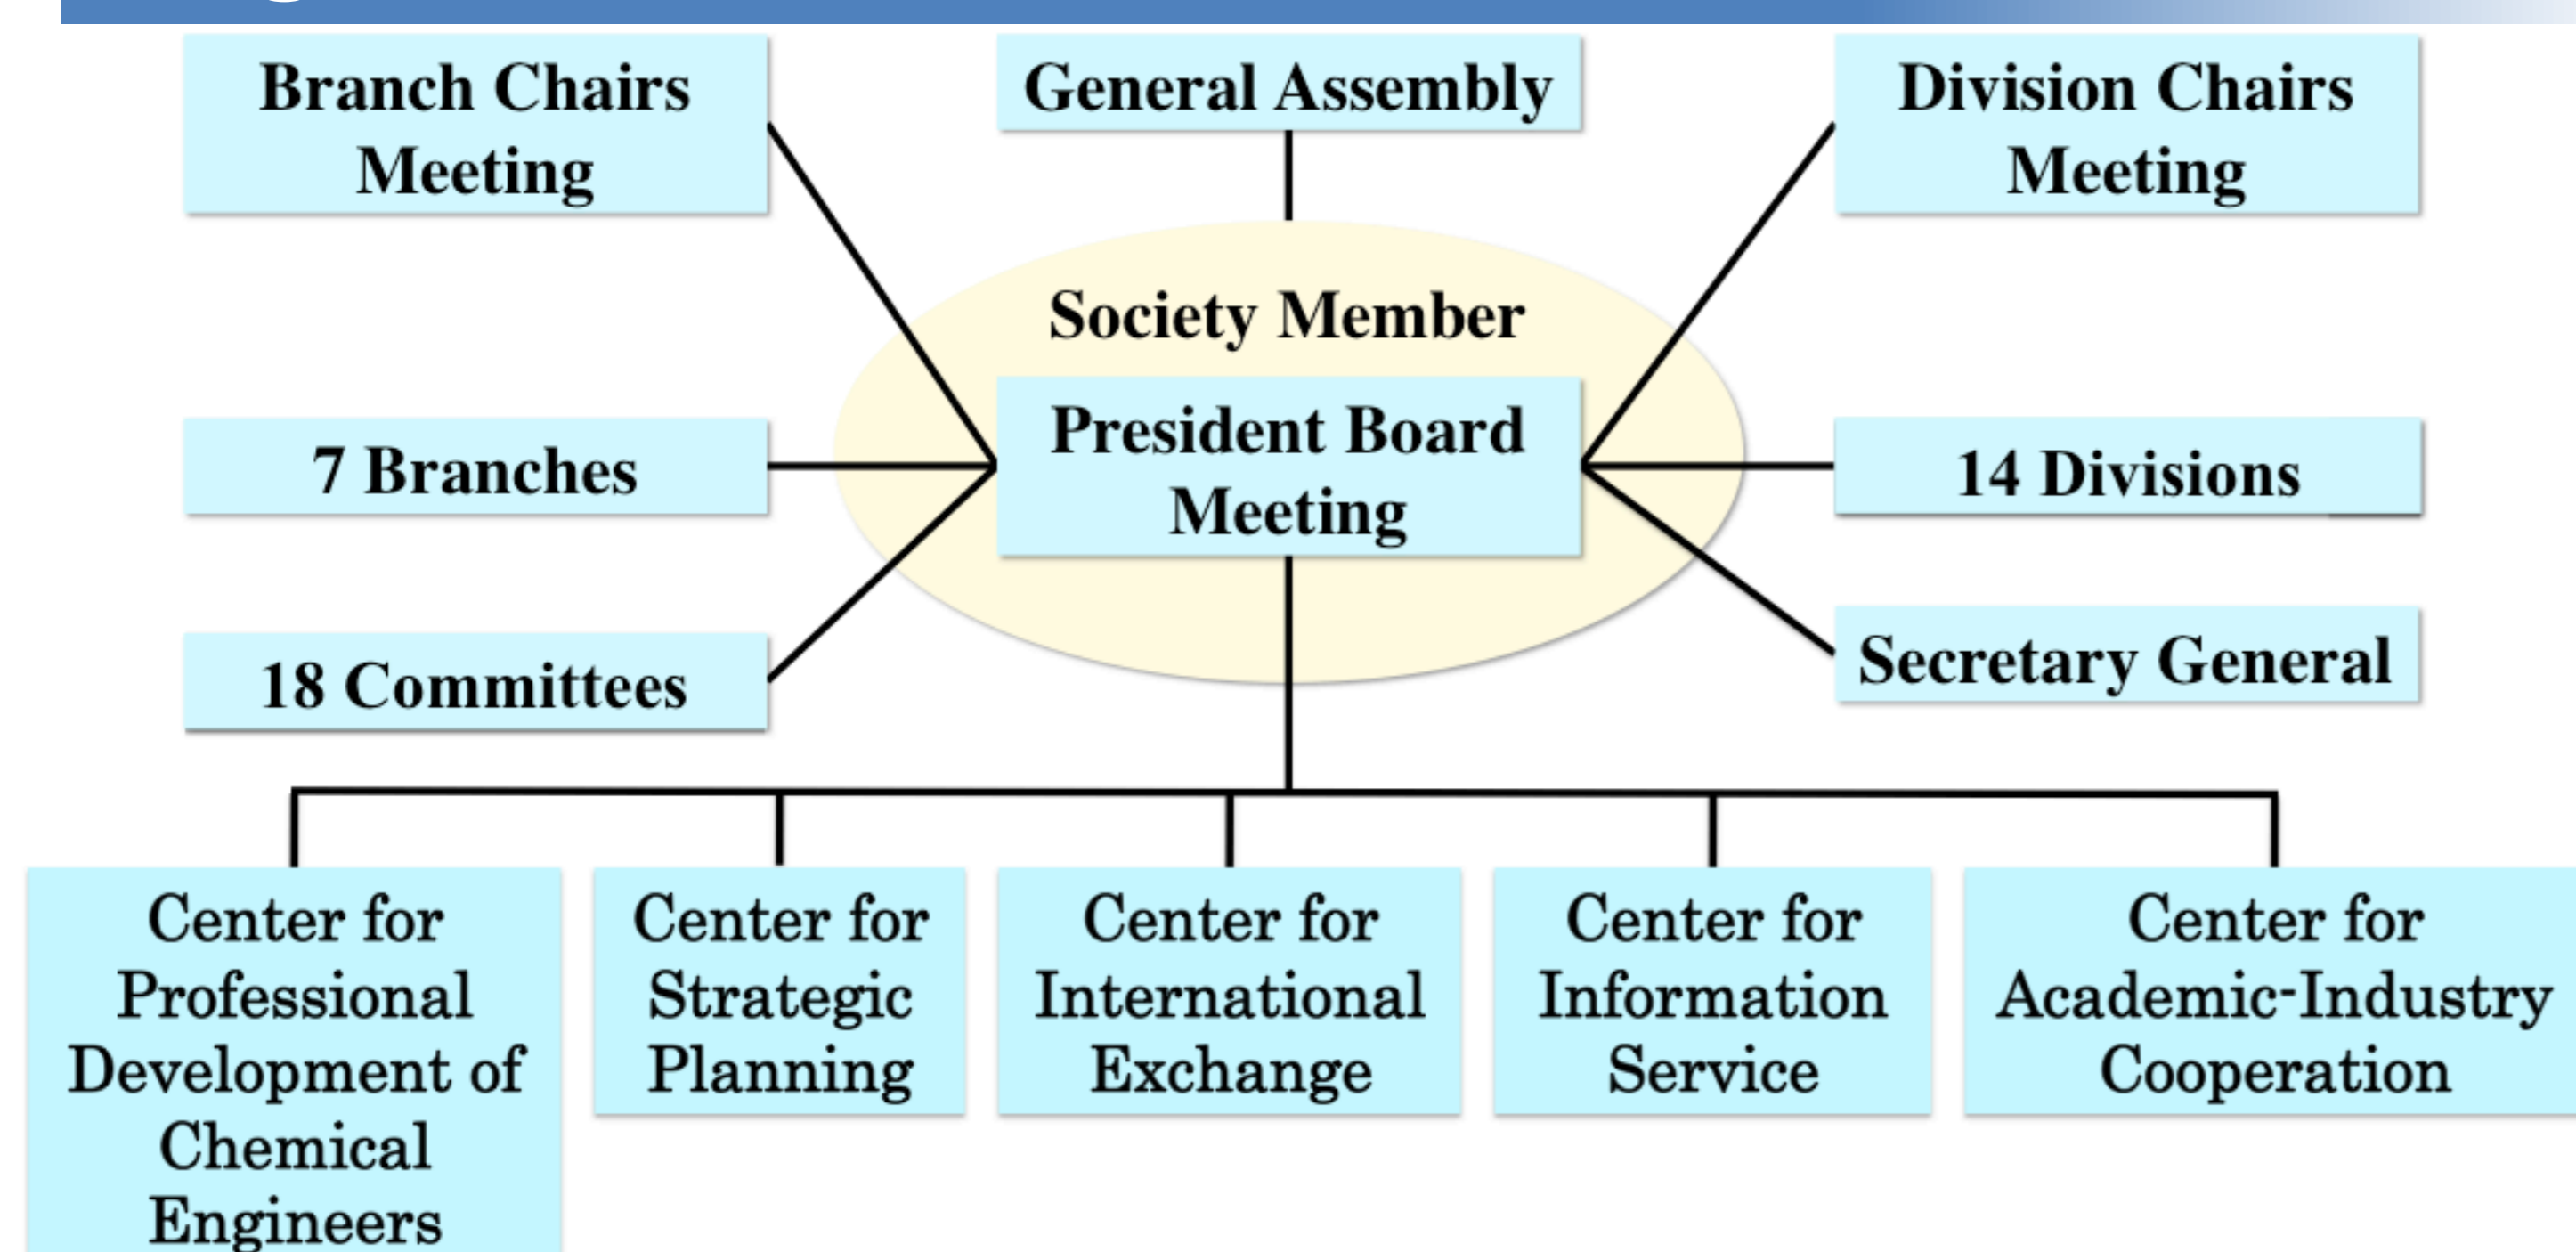 Branch Chairs
Meeting
General Assembly
Division Chairs
Meeting
Society Member
President Board
Meeting
7 Branches
14 Divisions
18 Committees
Secretary General
Center for
Professional
Development of
Chemical
Engineers
Center for
Strategic
Planning
Center for
International
Exchange
Center for
Information
Service
Center for
Academic-Industry
Cooperation